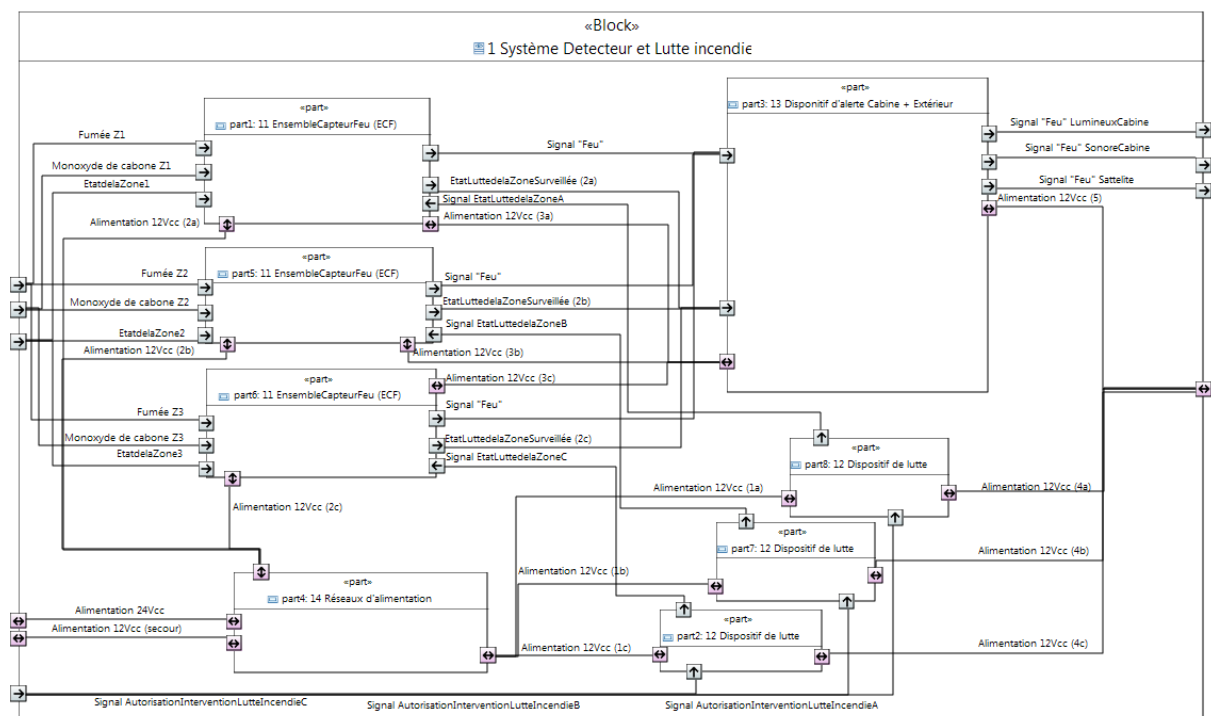 «Block»
1 Système Detecteur et Lutte incendie
«part»
part1: 11 EnsembleCapteurFeu (ECF)
Fumée Z1
Monoxyde de cabone Z1
EtatdelaZone1
Alimentation 12Vcc (2a)
Signal "Feu"
EtatLuttedelaZoneSurveillée (2a)
Signal EtatLuttedelaZoneA
Alimentation 12Vcc (3a)
«part»
part3: 13 Disponitif d'alerte Cabine + Extérieur
Signal "Feu" LumineuxCabine
Signal "Feu" SonoreCabine
Signal "Feu" Sattelite
Alimentation 12Vcc (5)
«part»
part5: 11 EnsembleCapteurFeu (ECF)
Fumée Z2
Monoxyde de cabone Z2
EtatdelaZone2
Alimentation 12Vcc (2b)
Signal "Feu"
EtatLuttedelaZoneSurveillée (2b)
Signal EtatLuttedelaZoneB
Alimentation 12Vcc (3b)
«part»
part6: 11 EnsembleCapteurFeu (ECF)
Alimentation 12Vcc (3c)
Fumée Z3
Monoxyde de cabone Z3
EtatdelaZone3
Signal "Feu"
EtatLuttedelaZoneSurveillée (2c)
Signal EtatLuttedelaZoneC
Alimentation 12Vcc (2c)
«part»
part8: 12 Dispositif de lutte
Alimentation 12Vcc (1a)
Alimentation 12Vcc (4a)
«part»
part7: 12 Dispositif de lutte
Alimentation 12Vcc (1b)
Alimentation 12Vcc (4b)
«part»
part4: 14 Réseaux d'alimentation
Alimentation 24Vcc
Alimentation 12Vcc (secour)
«part»
part2: 12 Dispositif de lutte
Alimentation 12Vcc (1c)
Alimentation 12Vcc (4c)
Signal AutorisationInterventionLutteIncendieC
Signal AutorisationInterventionLutteIncendieB
Signal AutorisationInterventionLutteIncendieA